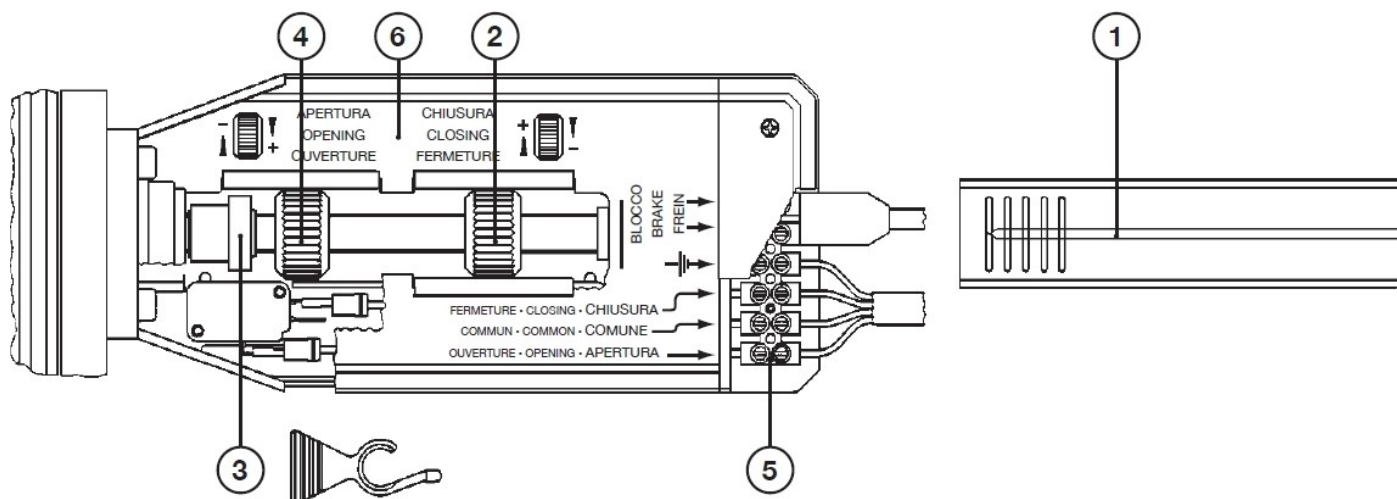 4
6
2
1
APERTURA
OPENING
OUVERTURE
ChiuSura
CLOSING
FERMETURE
- +
+ -
BLOCCO
BRAKE
FREIN
FERMETURE · CLOSING · ChiuSura
COMMUN · COMMON · COMUNE
OUVERTURE · OPENING · APERTURA
3
5